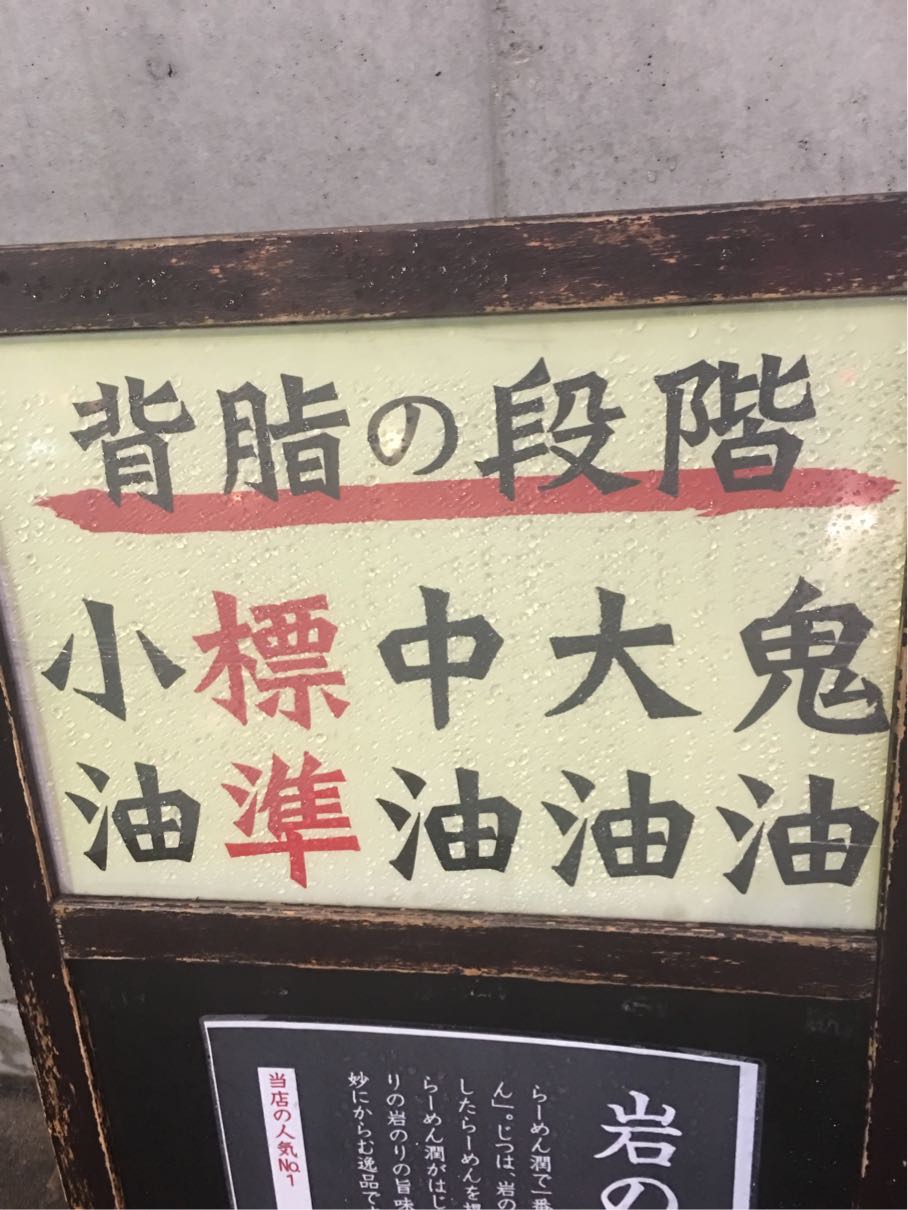 背脂の段階
小油 標準 中油 大油 鬼油
岩の
らーめん潤で一番
ん」。じつは、岩の
したらーめんを提
らーめん潤がはじ
りの岩のりの旨味
妙にからむ逸品で
当店の人気No.1